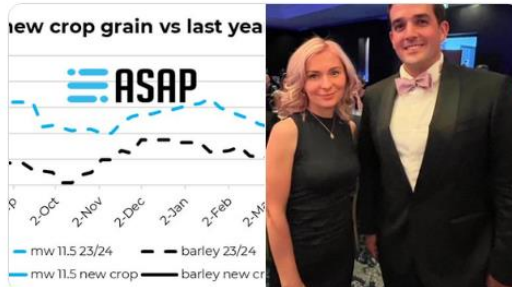 new crop grain vs last yea
ASAP
2-Oct
2-Nov
2-Dec
2-Jan
2-Feb
mw 11.5 23/24
barley 23/24
mw 11.5 new crop
barley new cr